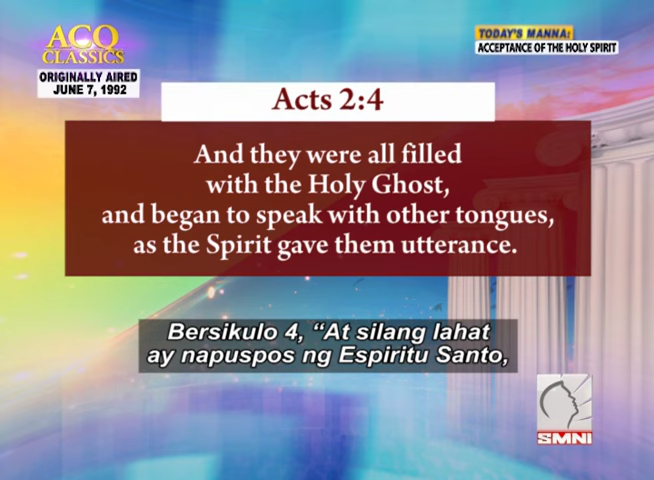 ACQ
CLASSICS
ORIGINALLY AIRED
JUNE 7, 1992
TODAY'S MANNA:
ACCEPTANCE OF THE HOLY SPIRIT
Acts 2:4
And they were all filled
with the Holy Ghost,
and began to speak with other tongues,
as the Spirit gave them utterance.
Bersikulo 4, “At silang lahat
ay napuspos ng Espiritu Santo,
SMNI